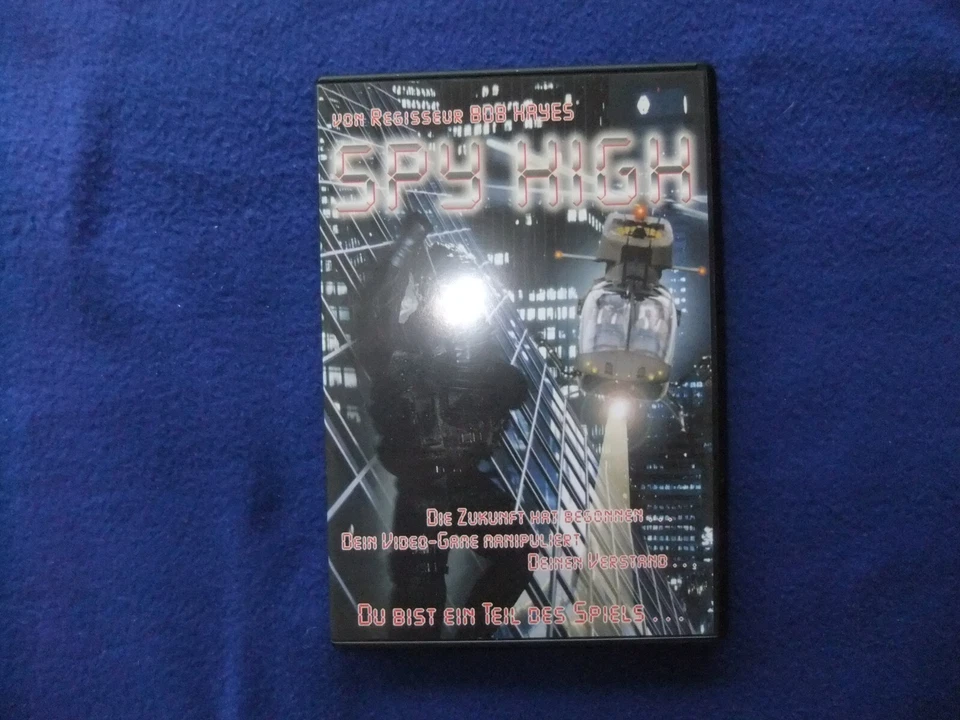 von Regisseur BOB HAYES
SPY HIGH
Die Zukunft hat begonnen . . .
Dein Video-Game manipuliert
Deinen Verstand . . .
Du bist ein Teil des Spiels . . .